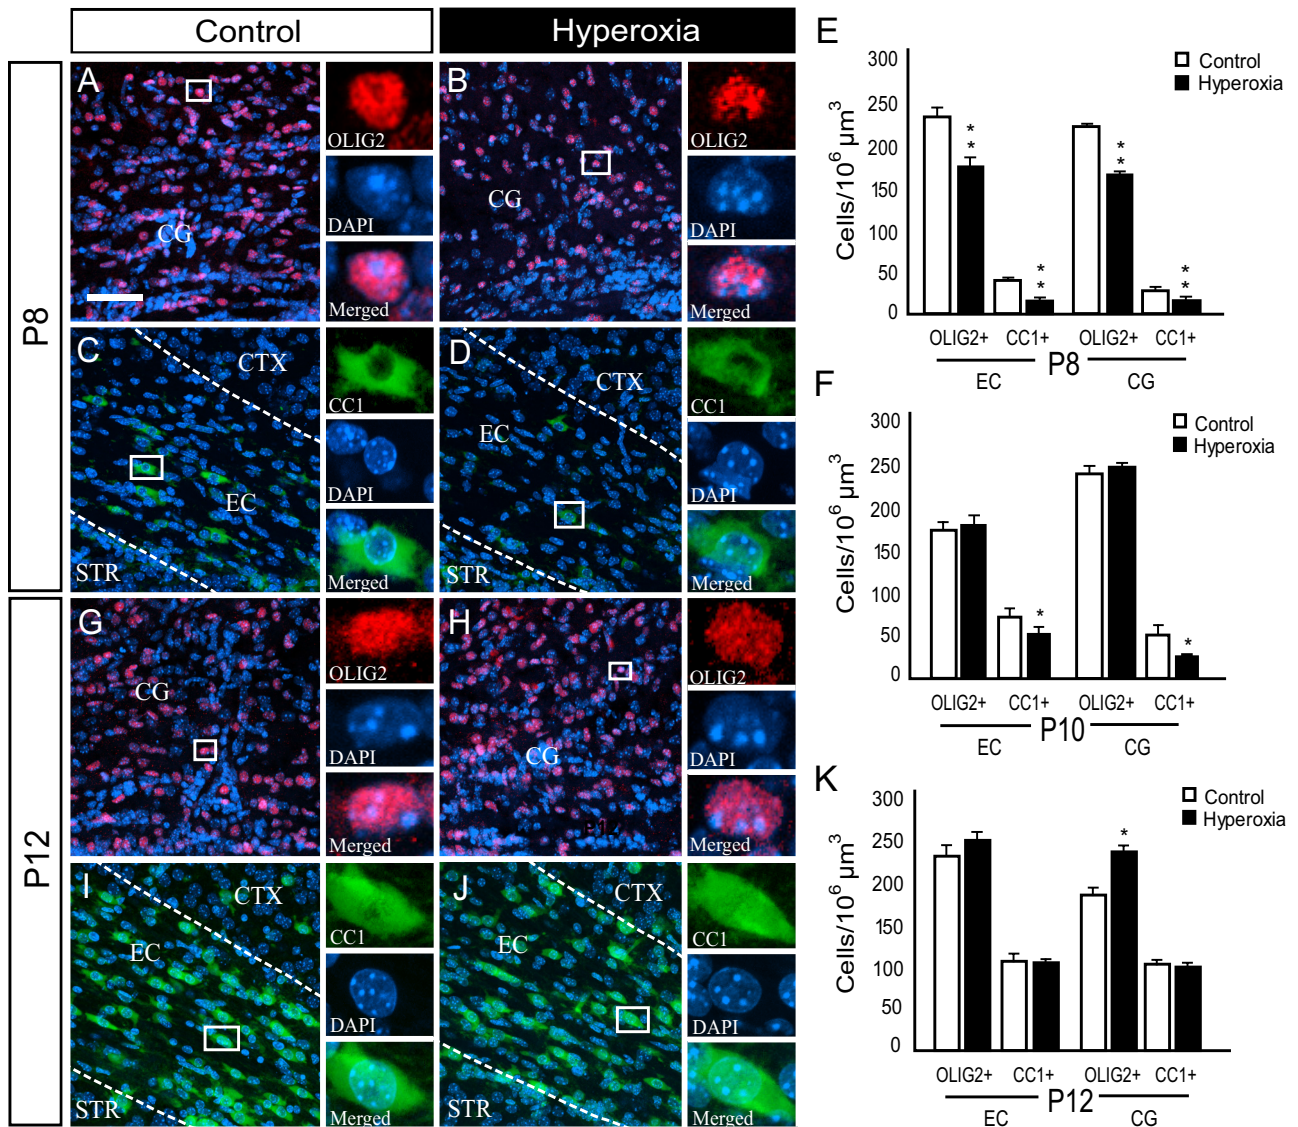 Control
Hyperoxia
P8
A
CG
OLIG2
DAPI
Merged
B
CG
OLIG2
DAPI
Merged
C
CTX
EC
STR
CC1
DAPI
Merged
D
CTX
EC
STR
CC1
DAPI
Merged
P12
G
CG
OLIG2
DAPI
Merged
H
CG
OLIG2
DAPI
Merged
I
CTX
EC
STR
CC1
DAPI
Merged
J
CTX
EC
STR
CC1
DAPI
Merged
E
Control
Hyperoxia
Cells/10⁶ µm³
300
250
200
150
100
50
0
* * * *
* * * *
OLIG2+ CC1+ OLIG2+ CC1+
EC P8 CG
F
Control
Hyperoxia
Cells/10⁶ µm³
300
250
200
150
100
50
0
* *
OLIG2+ CC1+ OLIG2+ CC1+
EC P10 CG
K
Control
Hyperoxia
Cells/10⁶ µm³
300
250
200
150
100
50
0
*
OLIG2+ CC1+ OLIG2+ CC1+
EC P12 CG